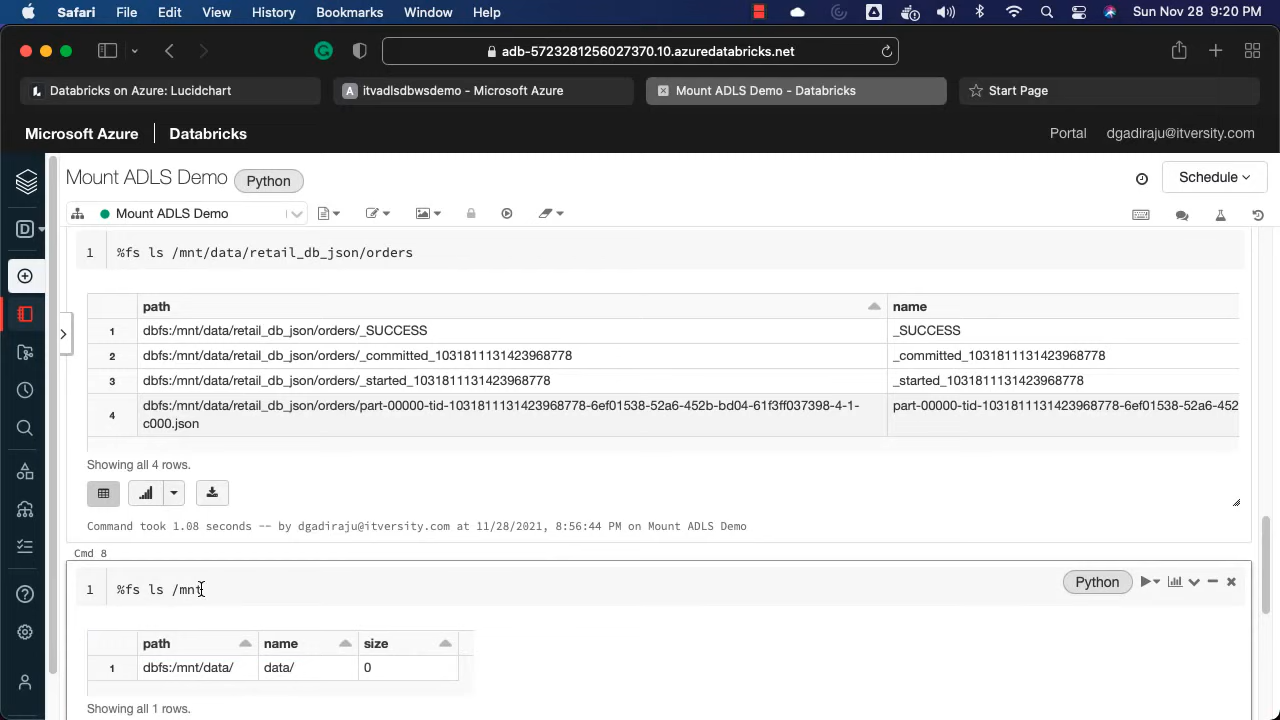 Safari File Edit View History Bookmarks Window Help Sun Nov 28 9:20 PM
adb-5723281256027370.10.azuredatabricks.net
Databricks on Azure: Lucidchart itvadlsdbwsdemo - Microsoft Azure Mount ADLS Demo - Databricks Start Page
Microsoft Azure Databricks Portal dgadiraju@itversity.com
Mount ADLS Demo Python Schedule
Mount ADLS Demo
1 %fs ls /mnt/data/retail_db_json/orders
path name
1 dbfs:/mnt/data/retail_db_json/orders/_SUCCESS _SUCCESS
2 dbfs:/mnt/data/retail_db_json/orders/_committed_1031811131423968778 _committed_1031811131423968778
3 dbfs:/mnt/data/retail_db_json/orders/_started_1031811131423968778 _started_1031811131423968778
4 dbfs:/mnt/data/retail_db_json/orders/part-00000-tid-1031811131423968778-6ef01538-52a6-452b-bd04-61f3ff037398-4-1- part-00000-tid-1031811131423968778-6ef01538-52a6-452
c000.json
Showing all 4 rows.
Command took 1.08 seconds -- by dgadiraju@itversity.com at 11/28/2021, 8:56:44 PM on Mount ADLS Demo
Cmd 8
1 %fs ls /mnt Python
path name size
1 dbfs:/mnt/data/ data/ 0
Showing all 1 rows.